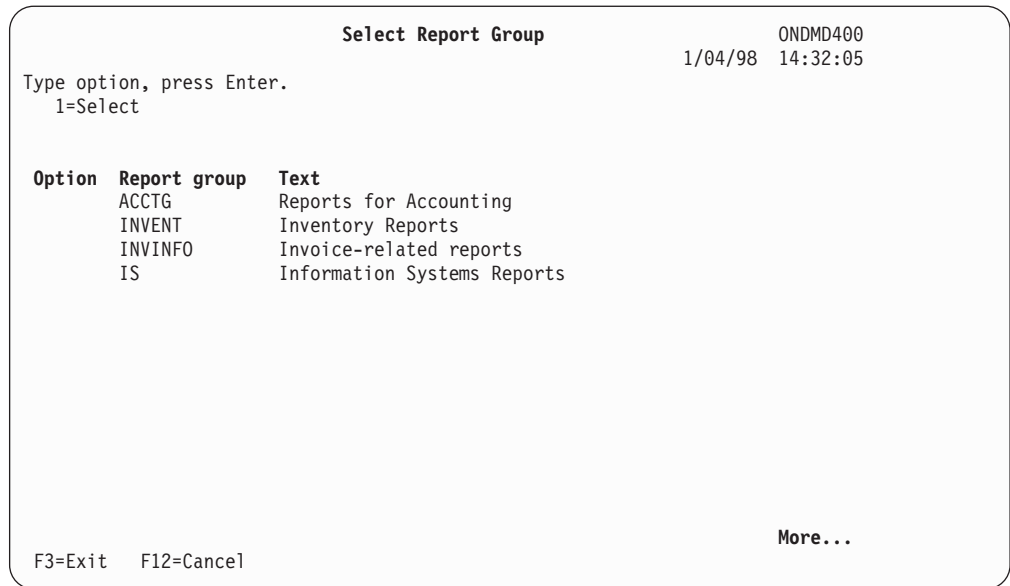 Select Report Group ONDMD400
1/04/98 14:32:05
Type option, press Enter.
1=Select
Option Report group Text
ACCTG Reports for Accounting
INVENT Inventory Reports
INVINFO Invoice-related reports
IS Information Systems Reports
More...
F3=Exit F12=Cancel